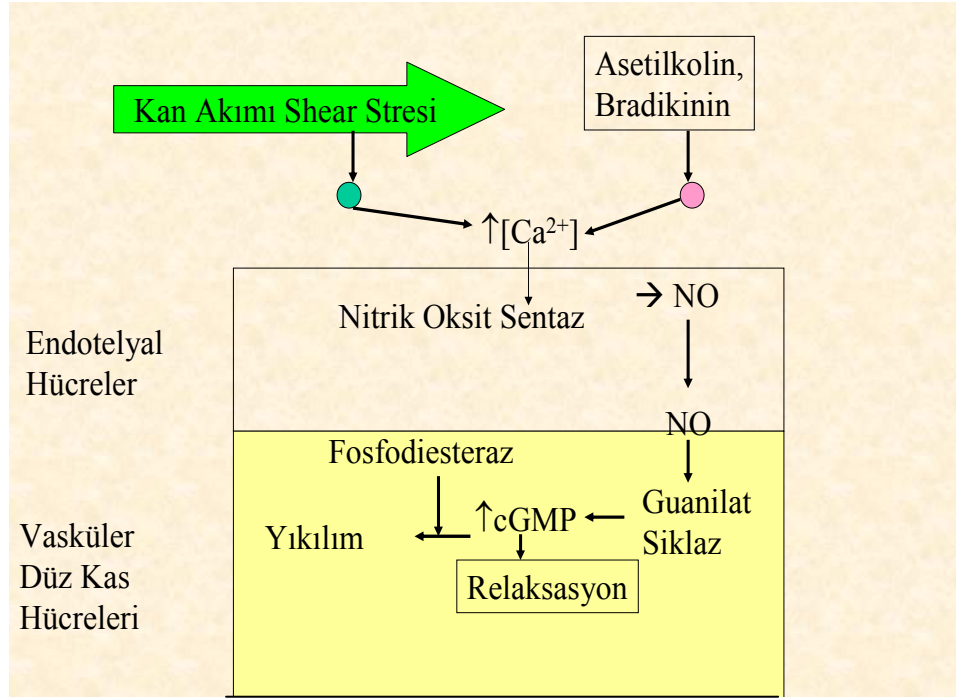 Kan Akımı Shear Stresi
Asetilkolin,
Bradikinin
↑[Ca²⁺]
Nitrik Oksit Sentaz
→ NO
Endotelyal
Hücreler
NO
Fosfodiesteraz
Guanilat
Siklaz
↑cGMP
Yıkılım
Relaksasyon
Vasküler
Düz Kas
Hücreleri